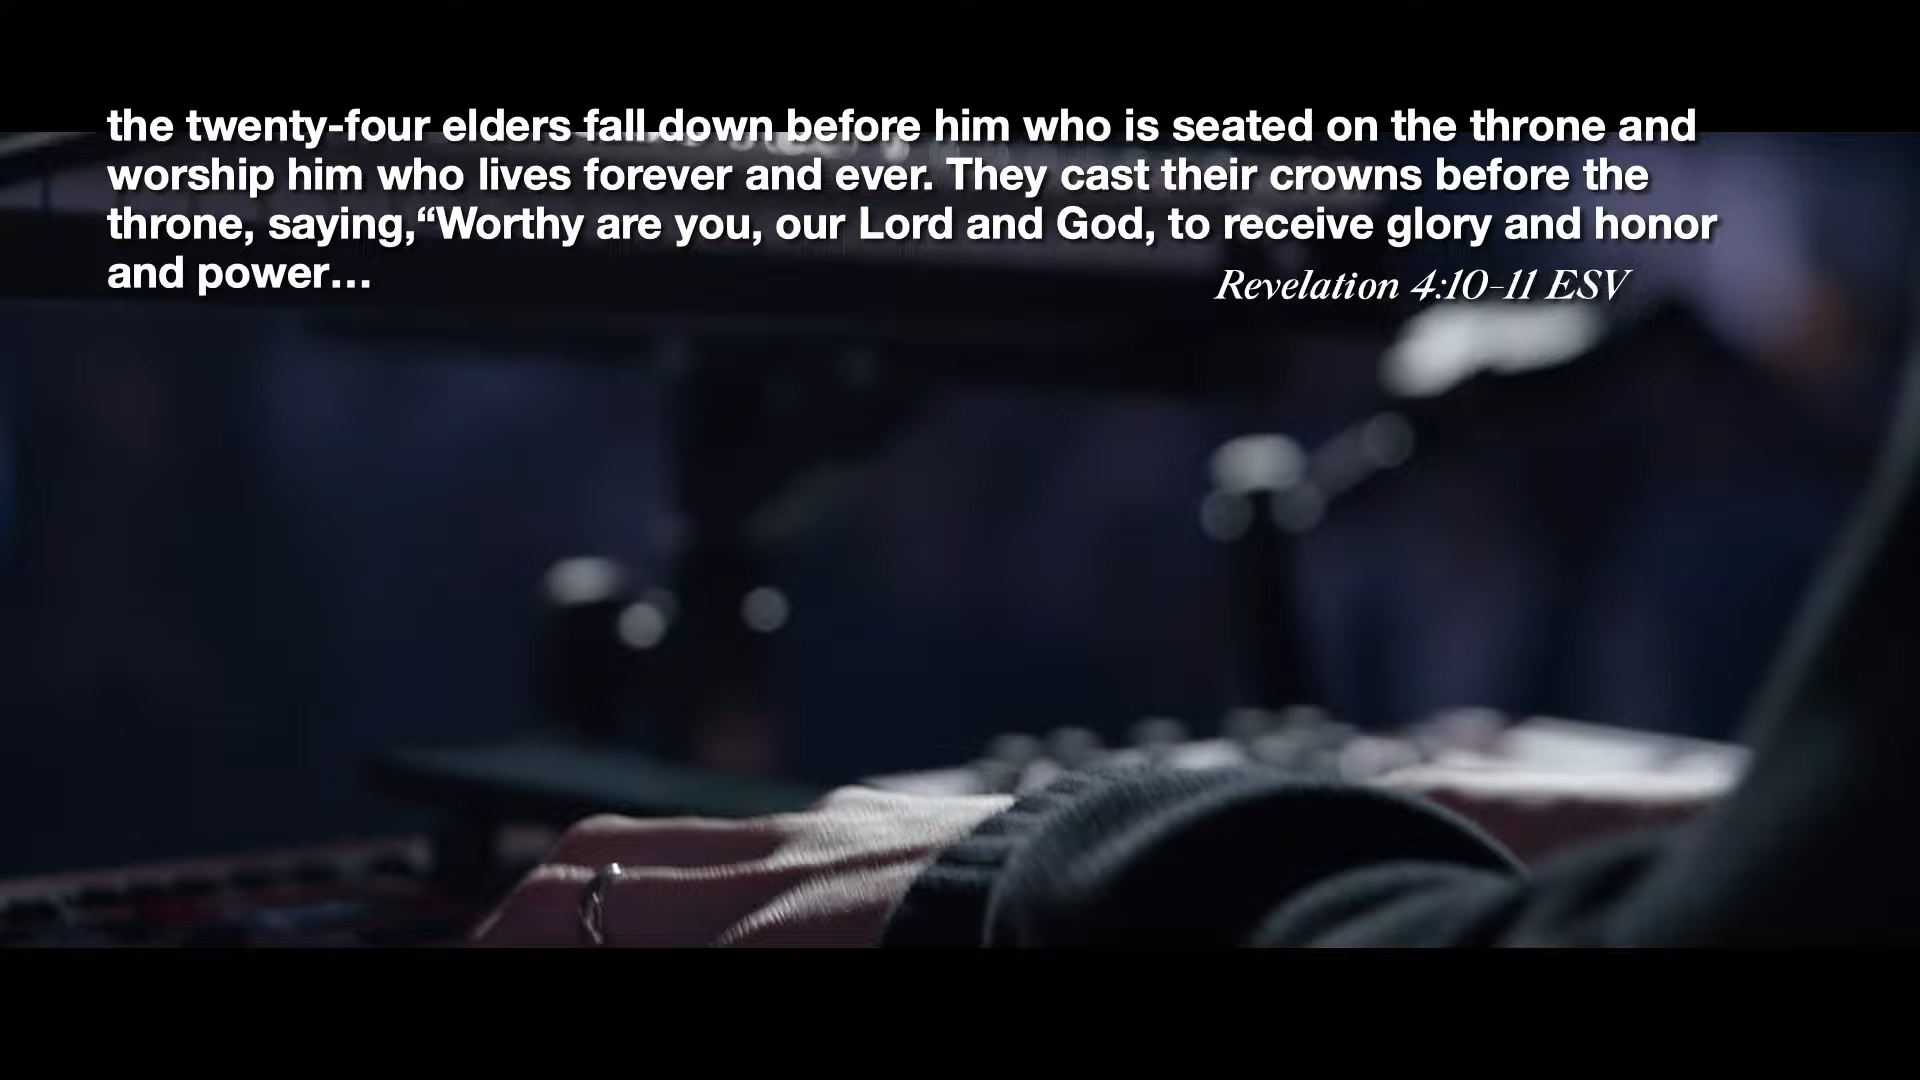 the twenty-four elders fall down before him who is seated on the throne and
worship him who lives forever and ever. They cast their crowns before the
throne, saying,“Worthy are you, our Lord and God, to receive glory and honor
and power…
Revelation 4:10-11 ESV